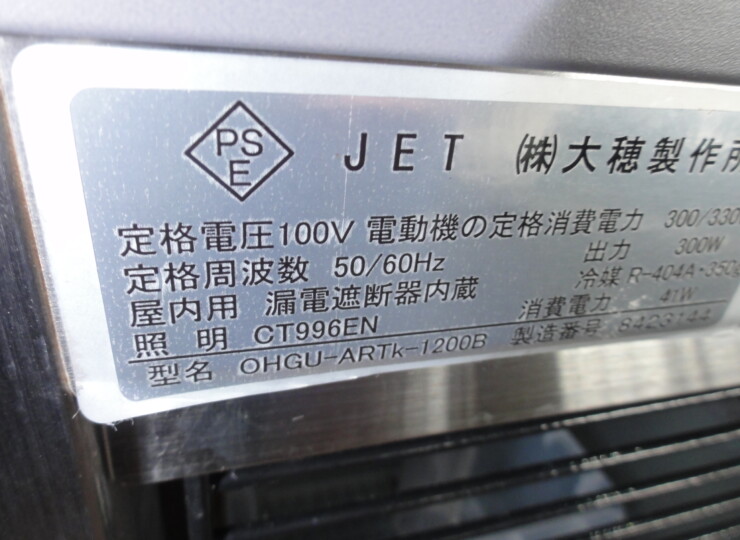 PSE JET ㈱大穂製作所
定格電圧100V 電動機の定格消費電力 300/330
定格周波数 50/60Hz 出力 300W
屋内用 漏電遮断器内蔵 冷媒 R-404A・350g
照明 CT996EN 消費電力 41W
型名 OHGU-ARTk-1200B 製造番号 8423144